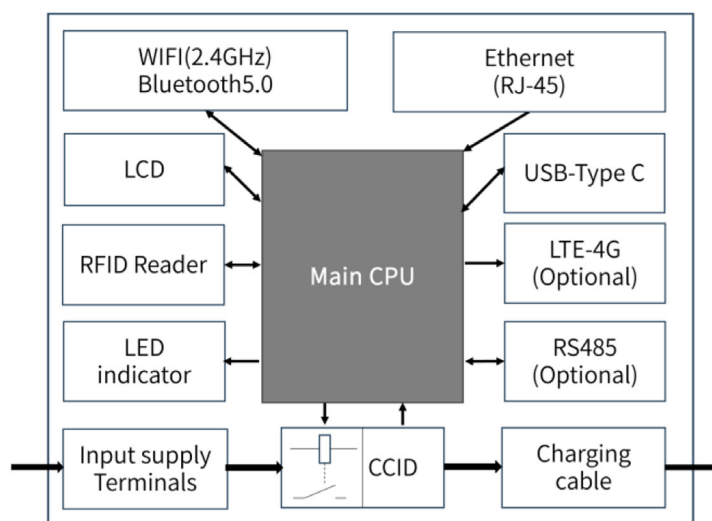 WIFI(2.4GHz)
Bluetooth5.0
Ethernet
(RJ-45)
LCD
USB-Type C
RFID Reader
Main CPU
LTE-4G
(Optional)
LED
indicator
RS485
(Optional)
Input supply
Terminals
CCID
Charging
cable